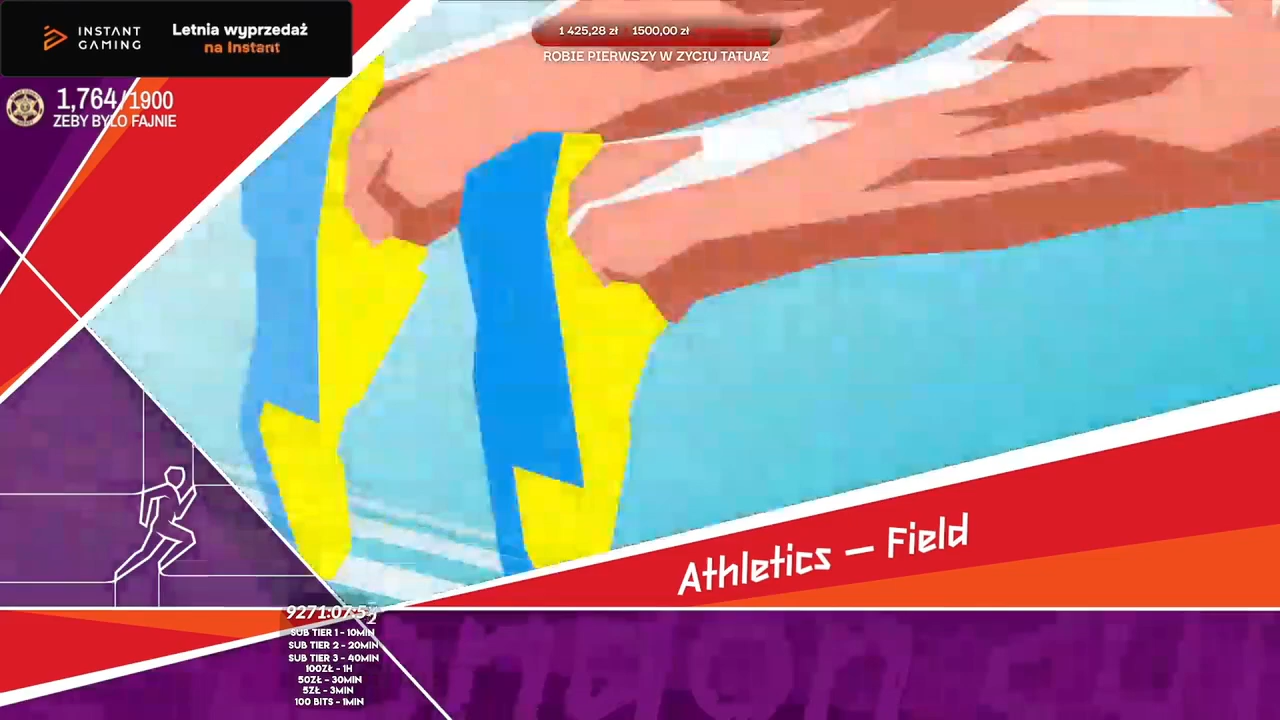 INSTANT GAMING
Letnia wyprzedaż
na Instant
1 425,28 zł 1500,00 zł
ROBIE PIERWSZY W ZYCIU TATUAZ
1,764/1900
ZEBY BYLO FAJNIE
Athletics – Field
SUB TIER 1 - 10MIN
SUB TIER 2 - 20MIN
SUB TIER 3 - 40MIN
100ZŁ - 1H
50ZŁ - 30MIN
5ZŁ - 3MIN
100 BITS - 1MIN